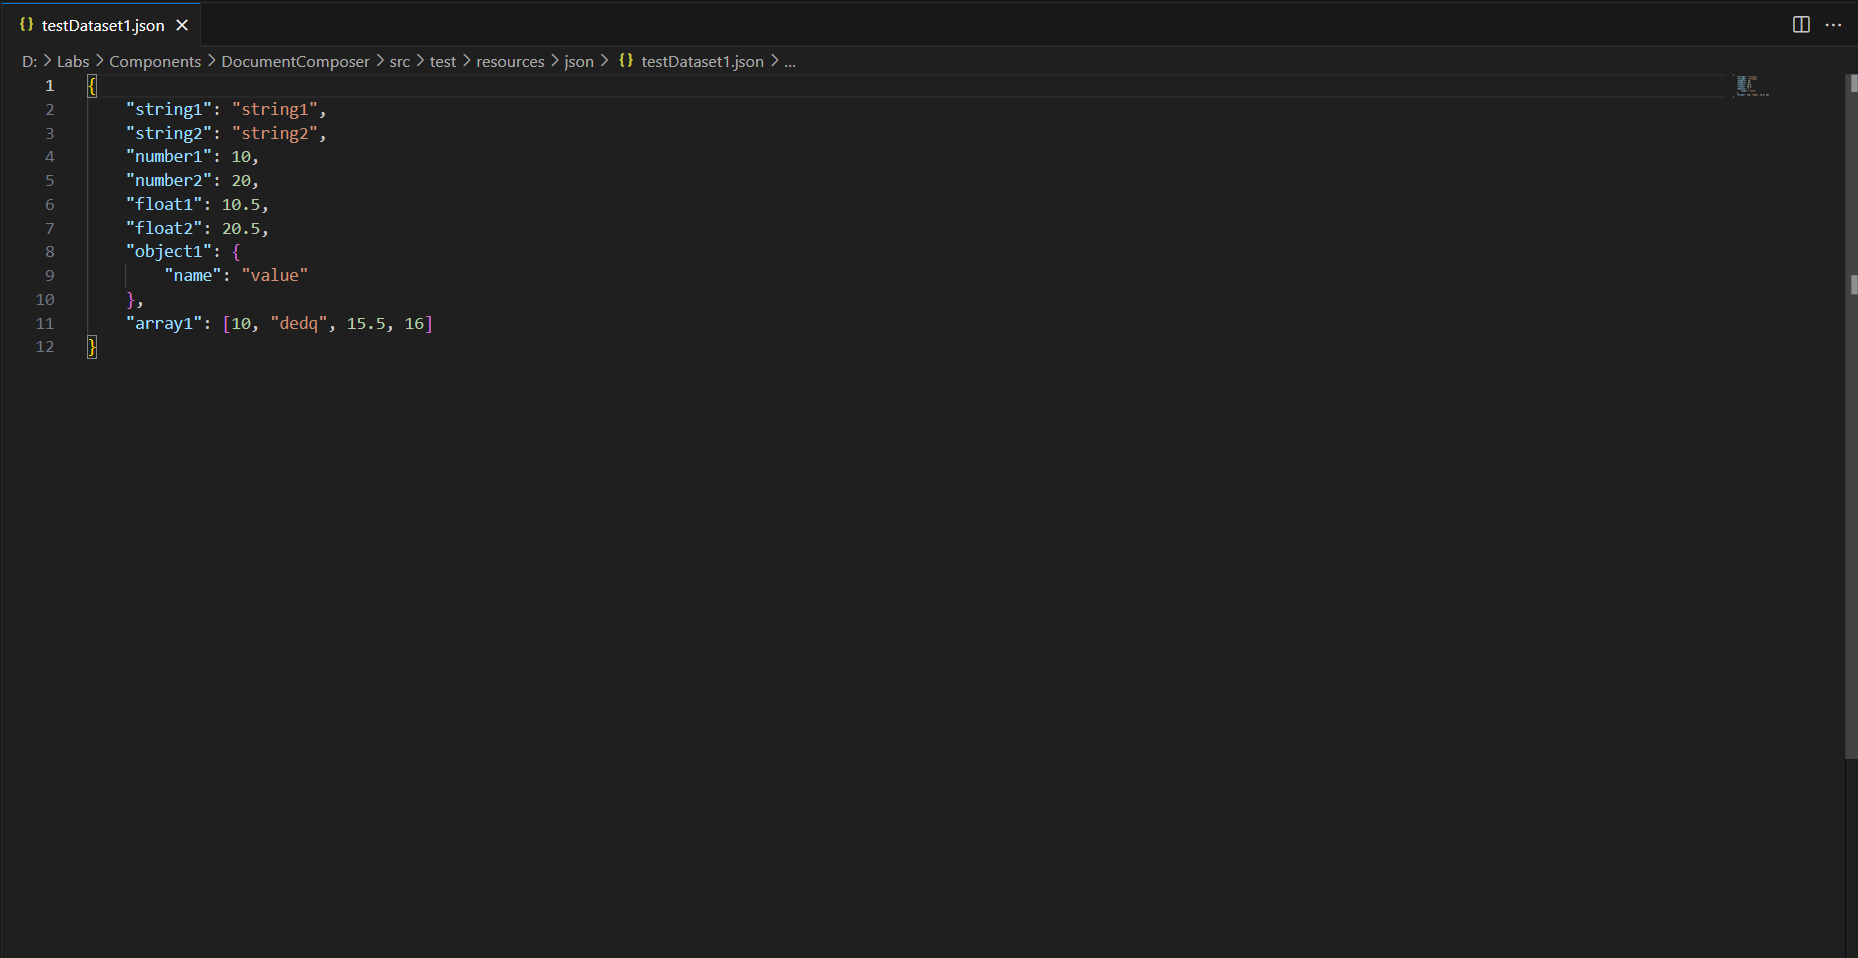 {} testDataset1.json ×
D: > Labs > Components > DocumentComposer > src > test > resources > json > {} testDataset1.json > ...
1 {
2     "string1": "string1",
3     "string2": "string2",
4     "number1": 10,
5     "number2": 20,
6     "float1": 10.5,
7     "float2": 20.5,
8     "object1": {
9         "name": "value"
10     },
11     "array1": [10, "dedq", 15.5, 16]
12 }